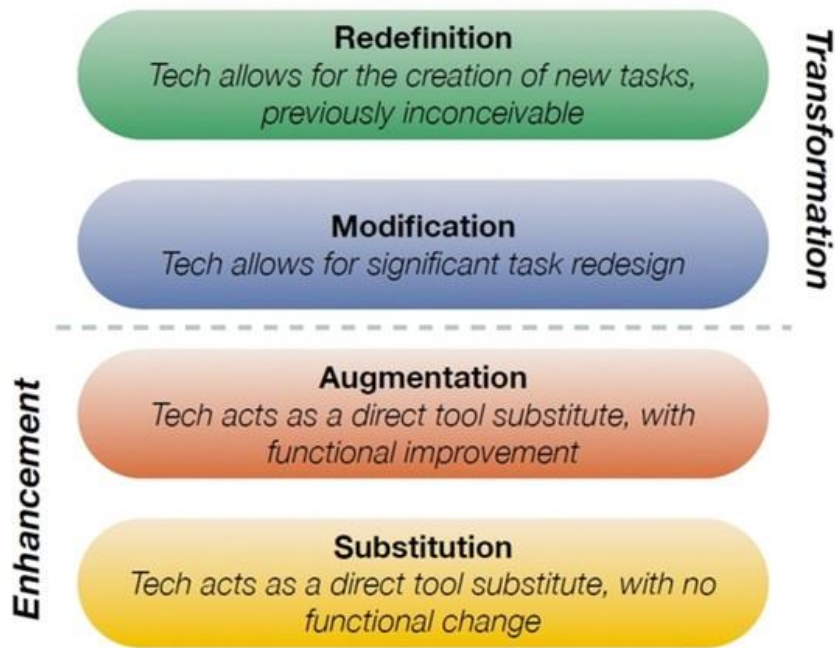 Redefinition
Tech allows for the creation of new tasks,
previously inconceivable
Modification
Tech allows for significant task redesign
Transformation
Augmentation
Tech acts as a direct tool substitute, with
functional improvement
Substitution
Tech acts as a direct tool substitute, with no
functional change
Enhancement